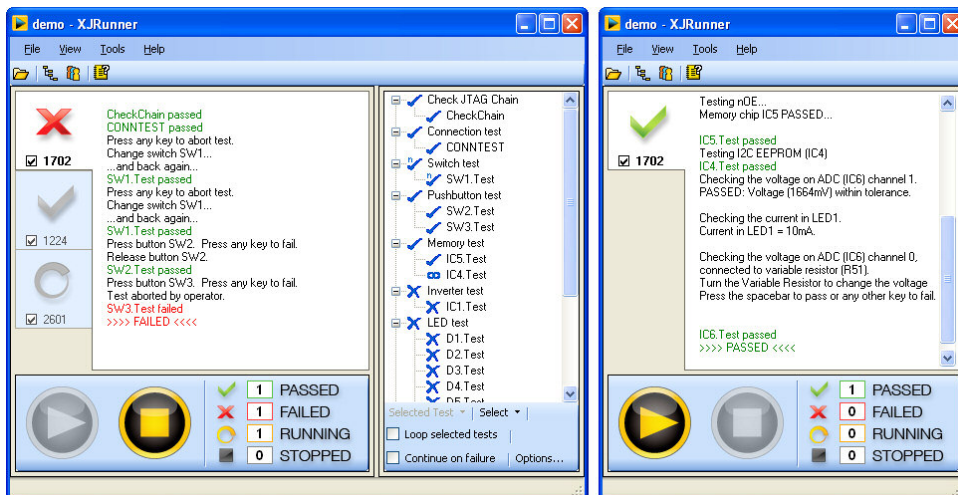 demo - XJRunner
File View Tools Help
1702
1224
2601
CheckChain passed
CONNTEST passed
Press any key to abort test.
Change switch SW1...
...and back again...
SW1.Test passed
Press any key to abort test.
Change switch SW1...
...and back again...
SW1.Test passed
Press button SW2. Press any key to fail.
Release button SW2.
SW2.Test passed
Press button SW3. Press any key to fail.
Test aborted by operator.
SW3.Test failed
>>>> FAILED <<<<
Check JTAG Chain
CheckChain
Connection test
CONNTEST
n Switch test
n SW1.Test
Pushbutton test
SW2.Test
SW3.Test
Memory test
IC5.Test
IC4.Test
Inverter test
IC1.Test
LED test
D1.Test
D2.Test
D3.Test
D4.Test
D5.Test
Selected Test Select
Loop selected tests
Continue on failure Options...
1 PASSED
1 FAILED
1 RUNNING
0 STOPPED
demo - XJRunner
File View Tools Help
1702
Testing nOE...
Memory chip IC5 PASSED...
IC5.Test passed
Testing I2C EEPROM (IC4)
IC4.Test passed
Checking the voltage on ADC (IC6) channel 1.
PASSED: Voltage (1664mV) within tolerance.
Checking the current in LED1.
Current in LED1 = 10mA.
Checking the voltage on ADC (IC6) channel 0,
connected to variable resistor (R51).
Turn the Variable Resistor to change the voltage
Press the spacebar to pass or any other key to fail.
IC6.Test passed
>>>> PASSED <<<<
1 PASSED
0 FAILED
0 RUNNING
0 STOPPED